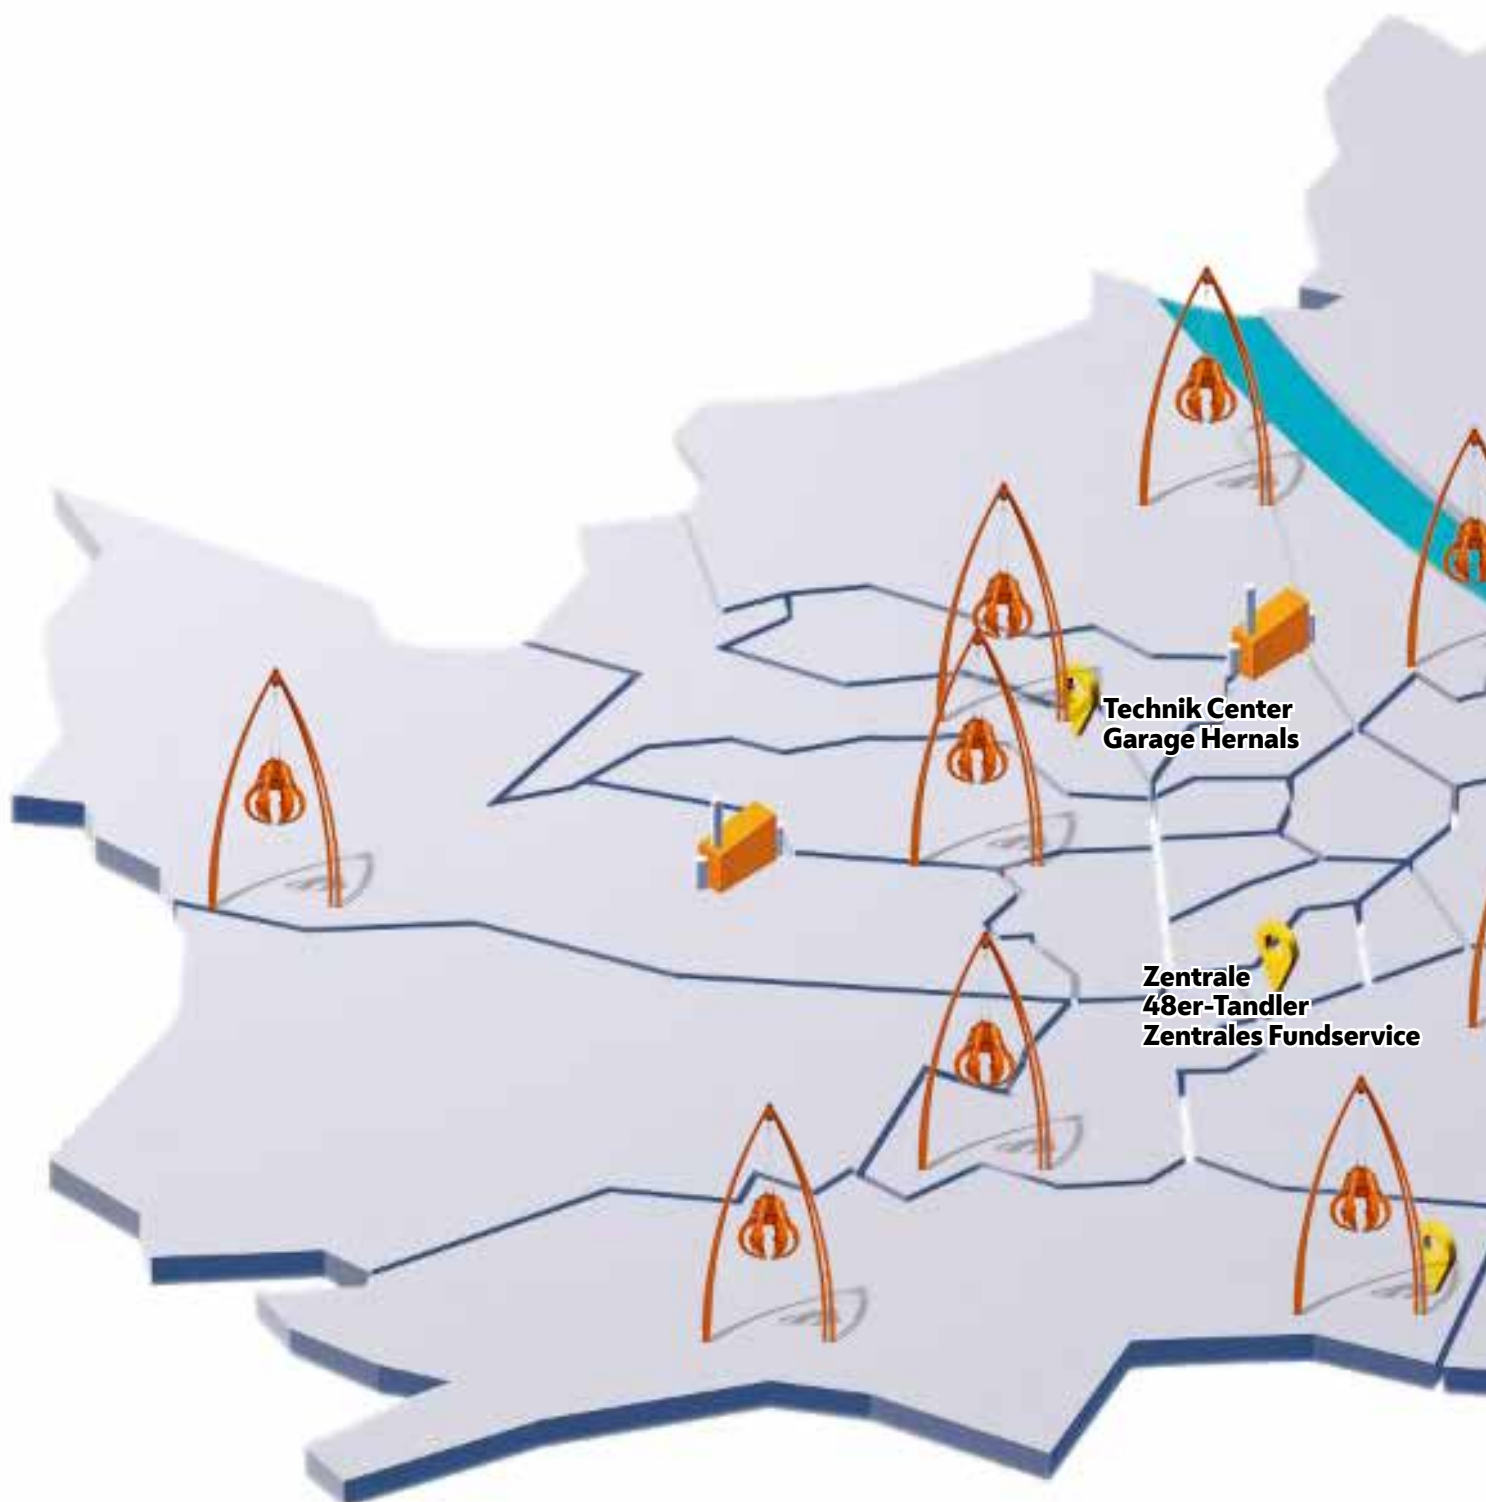 Technik Center
Garage Hernals
Zentrale
48er-Tandler
Zentrales Fundservice